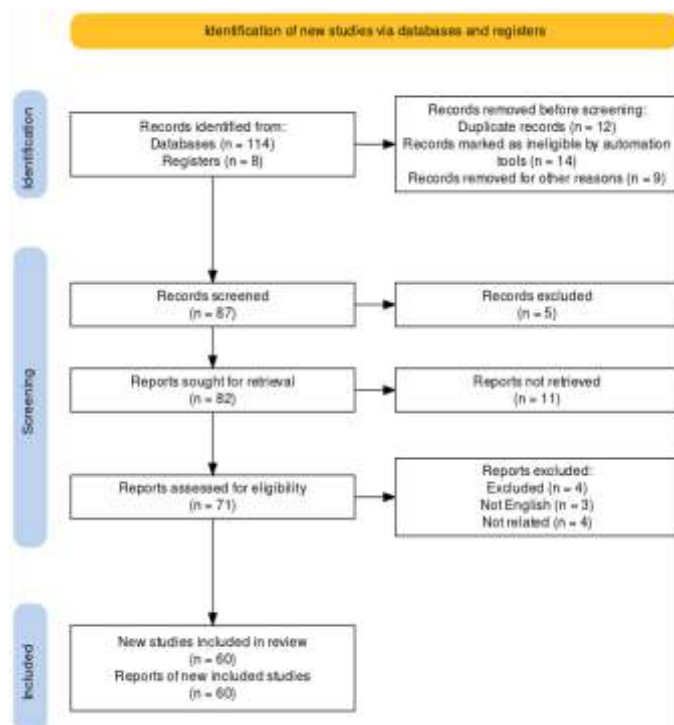 Identification of new studies via databases and registers
Identification
Records identified from:
Databases (n = 114)
Registers (n = 8)
Records removed before screening:
Duplicate records (n = 12)
Records marked as ineligible by automation
tools (n = 14)
Records removed for other reasons (n = 9)
Screening
Records screened
(n = 87)
Records excluded
(n = 5)
Reports sought for retrieval
(n = 82)
Reports not retrieved
(n = 11)
Reports assessed for eligibility
(n = 71)
Reports excluded:
Excluded (n = 4)
Not English (n = 3)
Not related (n = 4)
Included
New studies included in review
(n = 60)
Reports of new included studies
(n = 60)